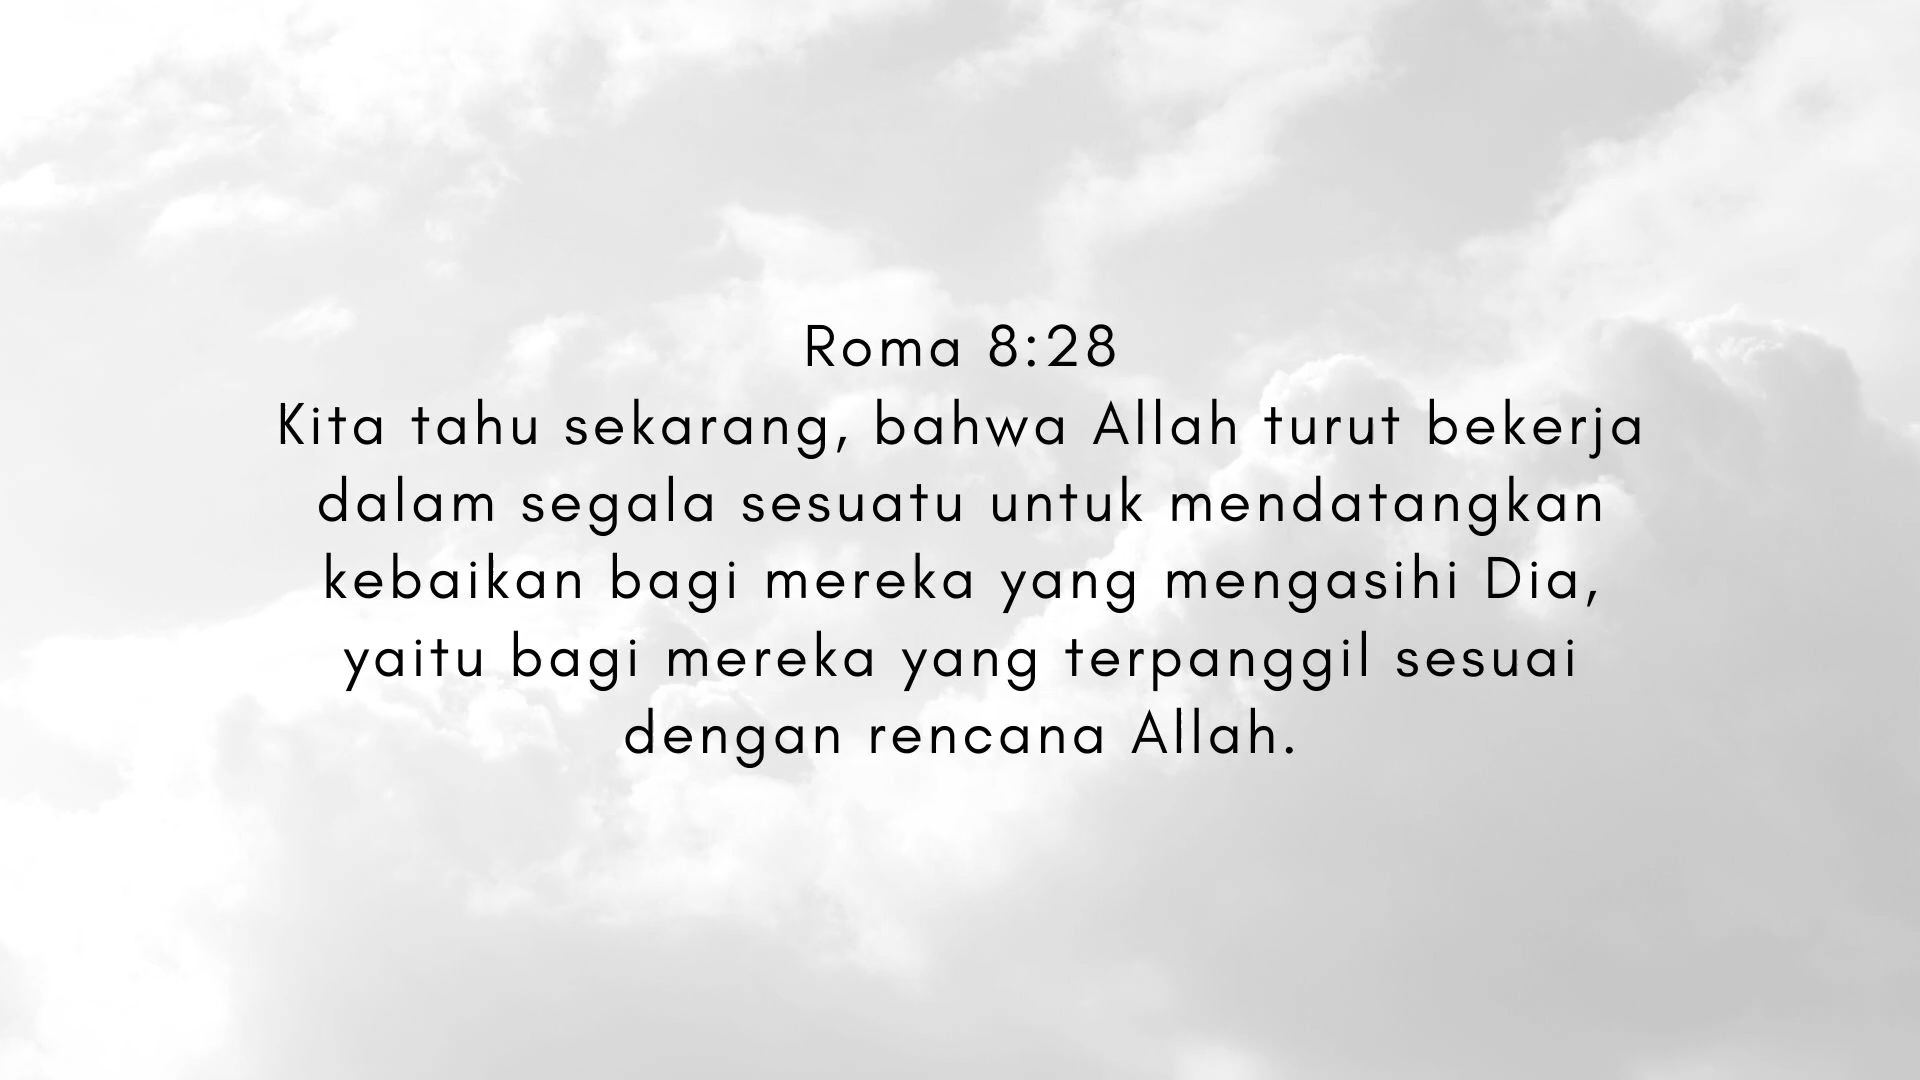 Roma 8:28
Kita tahu sekarang, bahwa Allah turut bekerja
dalam segala sesuatu untuk mendatangkan
kebaikan bagi mereka yang mengasihi Dia,
yaitu bagi mereka yang terpanggil sesuai
dengan rencana Allah.